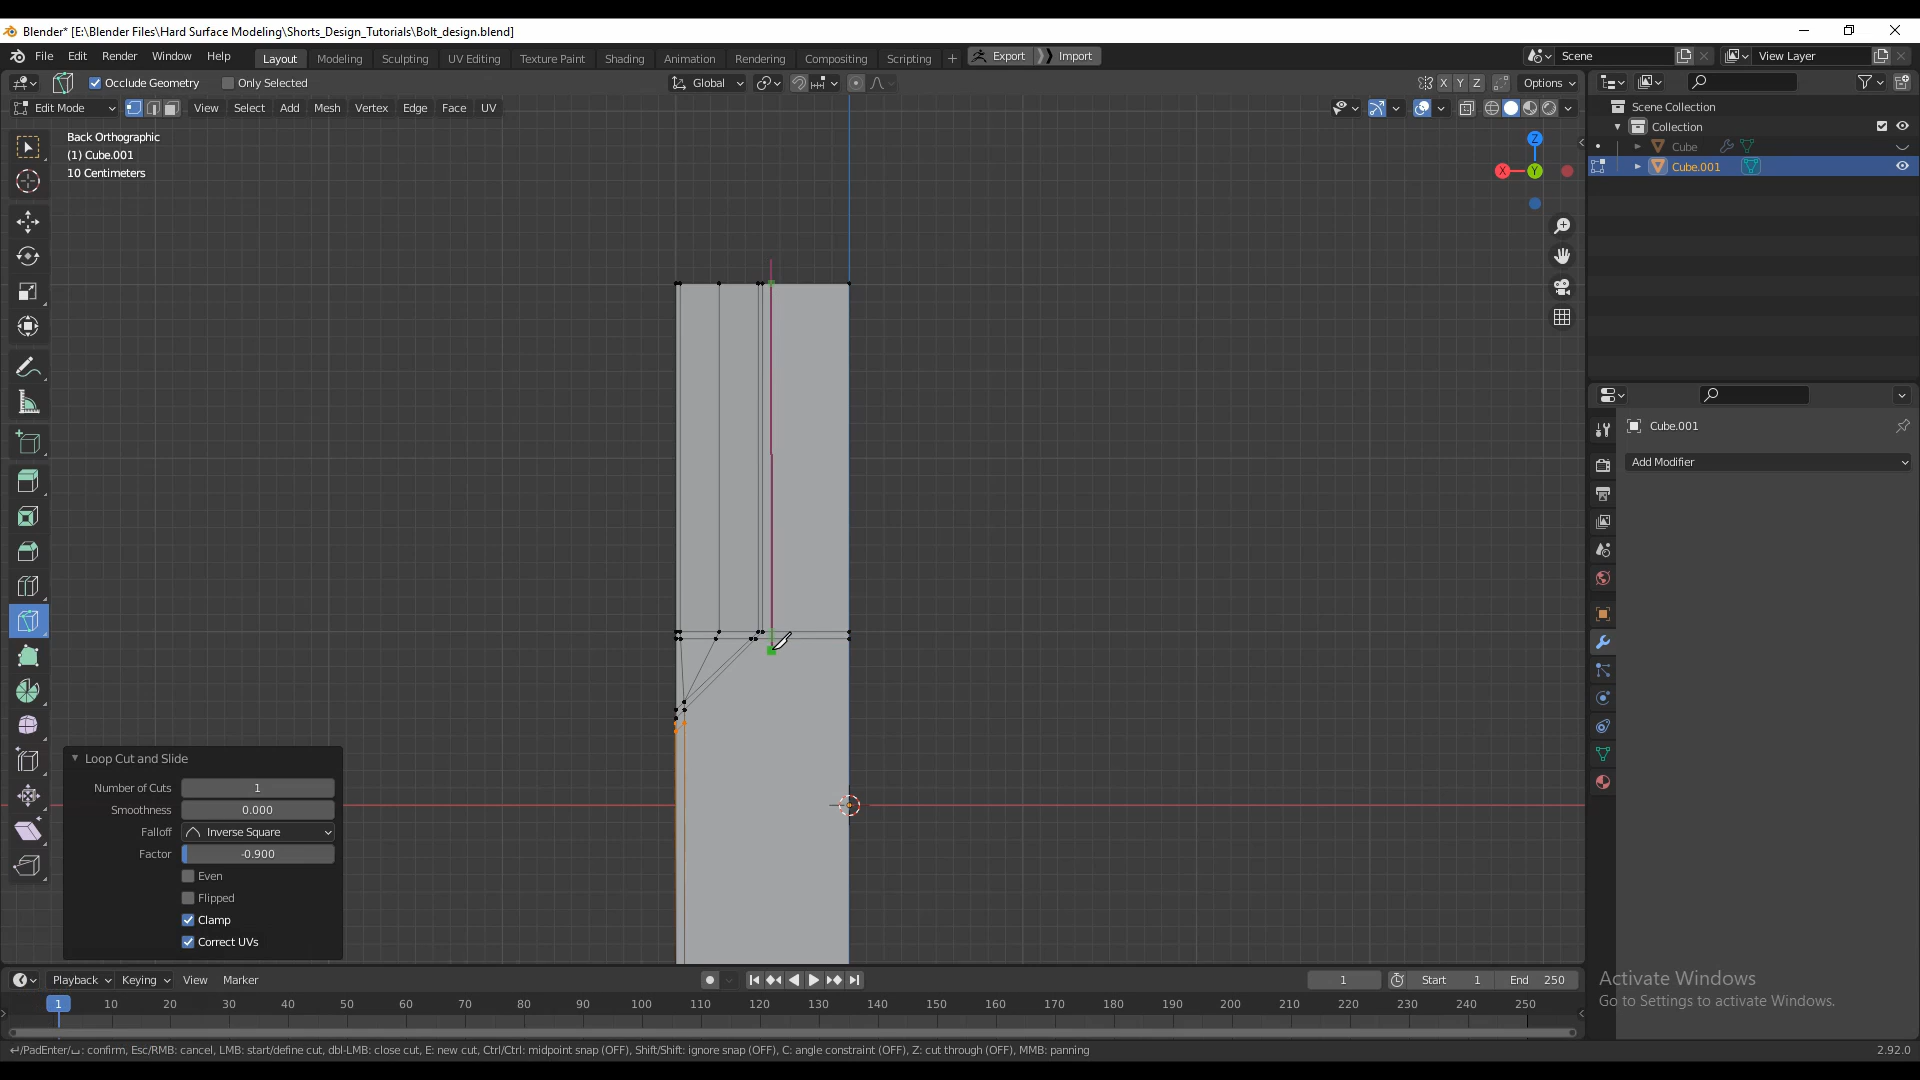 Blender* [E:\Blender Files\Hard Surface Modeling\Shorts_Design_Tutorials\Bolt_design.blend]
File Edit Render Window Help Layout Modeling Sculpting UV Editing Texture Paint Shading Animation Rendering Compositing Scripting + Export Import Scene View Layer
Occlude Geometry Only Selected Global X Y Z Options
Edit Mode View Select Add Mesh Vertex Edge Face UV
Scene Collection
Collection
Cube
Cube.001
Back Orthographic
(1) Cube.001
10 Centimeters
Z
X Y
Cube.001
Add Modifier
Loop Cut and Slide
Number of Cuts 1
Smoothness 0.000
Falloff Inverse Square
Factor -0.900
Even
Flipped
Clamp
Correct UVs
Playback Keying View Marker 1 Start 1 End 250
1 10 20 30 40 50 60 70 80 90 100 110 120 130 140 150 160 170 180 190 200 210 220 230 240 250
Activate Windows
Go to Settings to activate Windows.
↵/PadEnter/⎵: confirm, Esc/RMB: cancel, LMB: start/define cut, dbl-LMB: close cut, E: new cut, Ctrl/Ctrl: midpoint snap (OFF), Shift/Shift: ignore snap (OFF), C: angle constraint (OFF), Z: cut through (OFF), MMB: panning
2.92.0